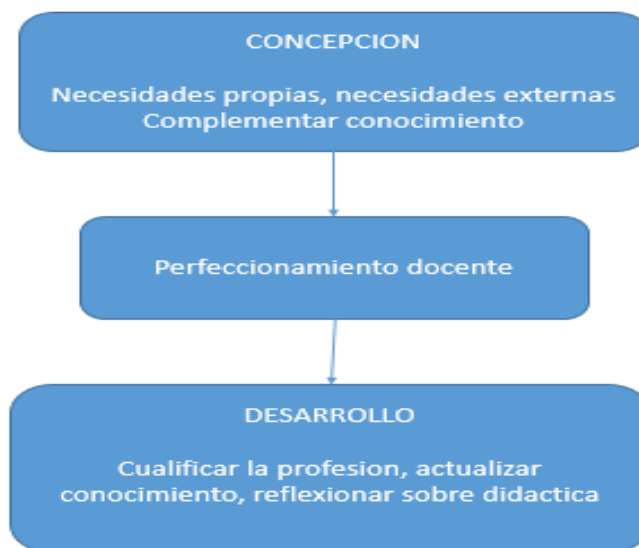 CONCEPCION
Necesidades propias, necesidades externas
Complementar conocimiento
Perfeccionamiento docente
DESARROLLO
Cualificar la profesion, actualizar
conocimiento, reflexionar sobre didactica